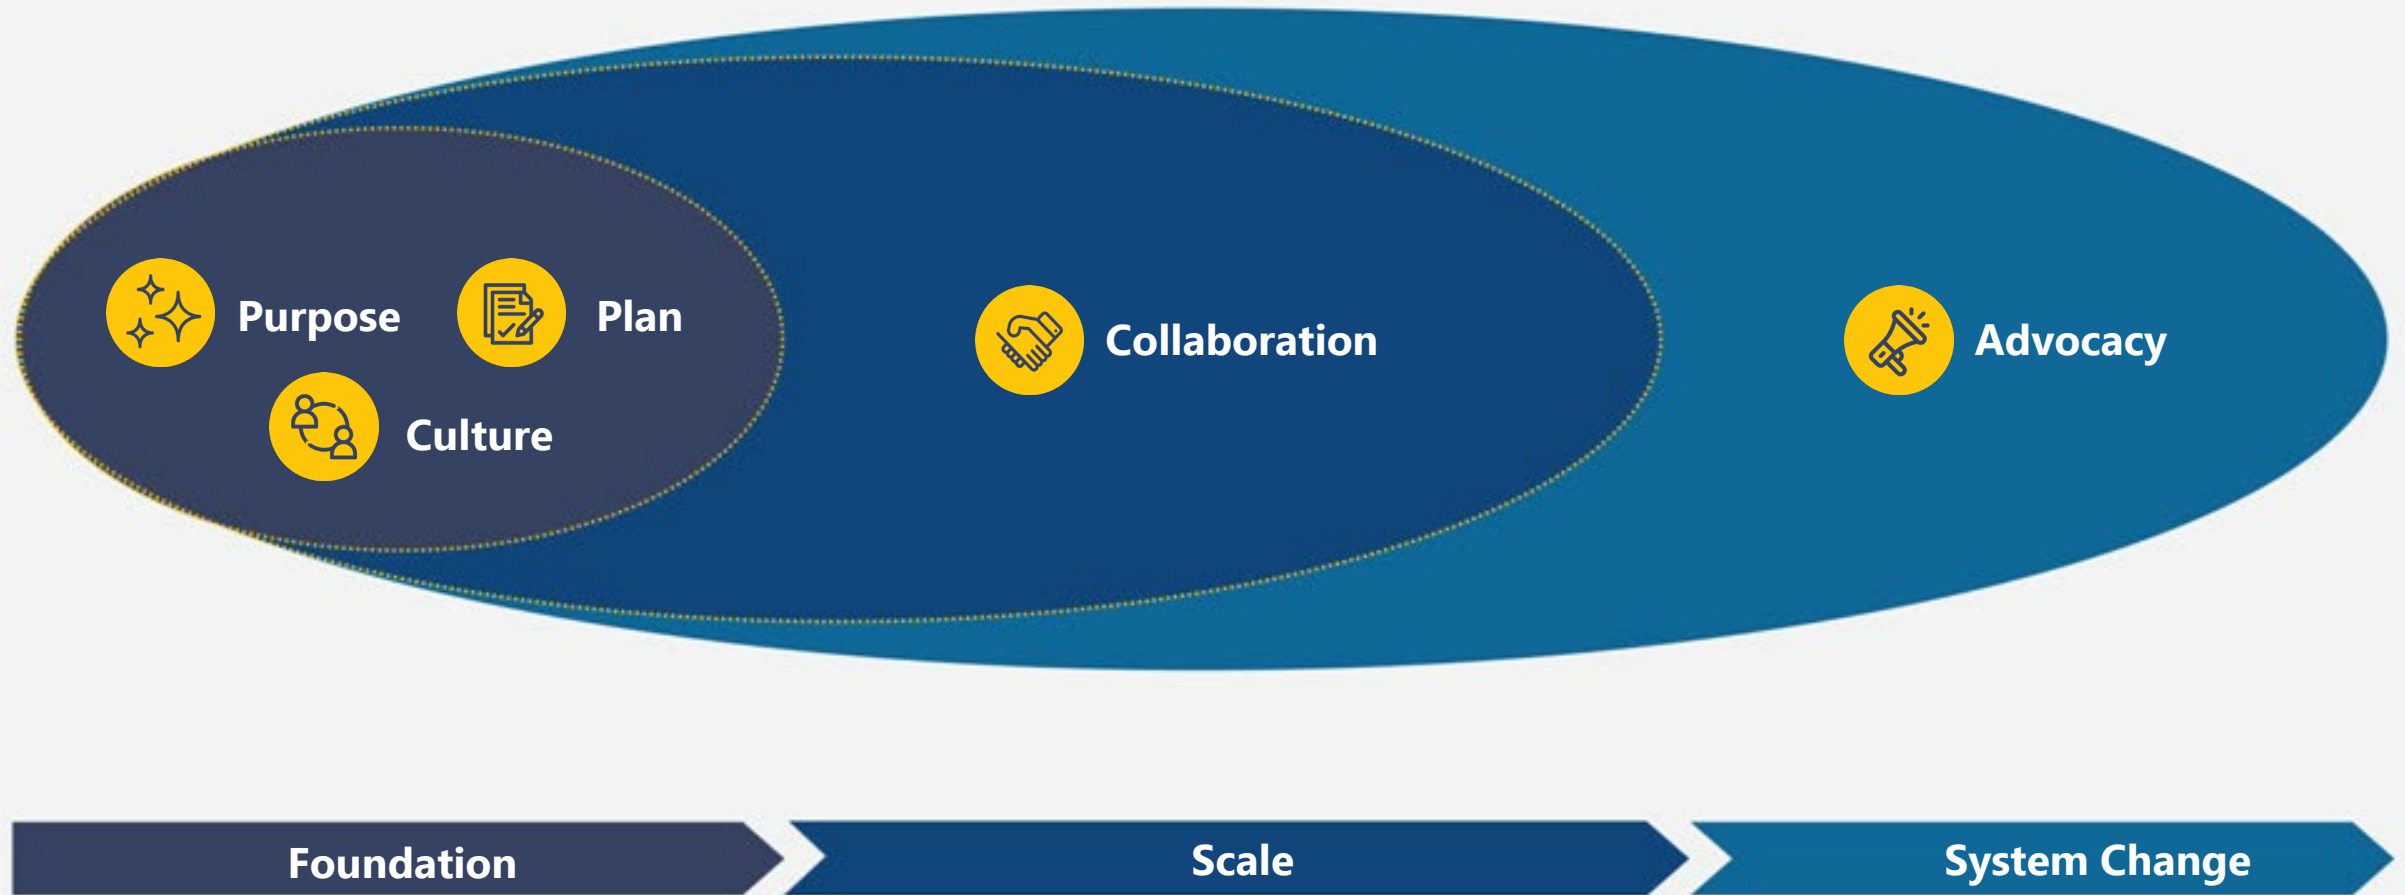 Purpose
Plan
Culture
Collaboration
Advocacy
Foundation
Scale
System Change